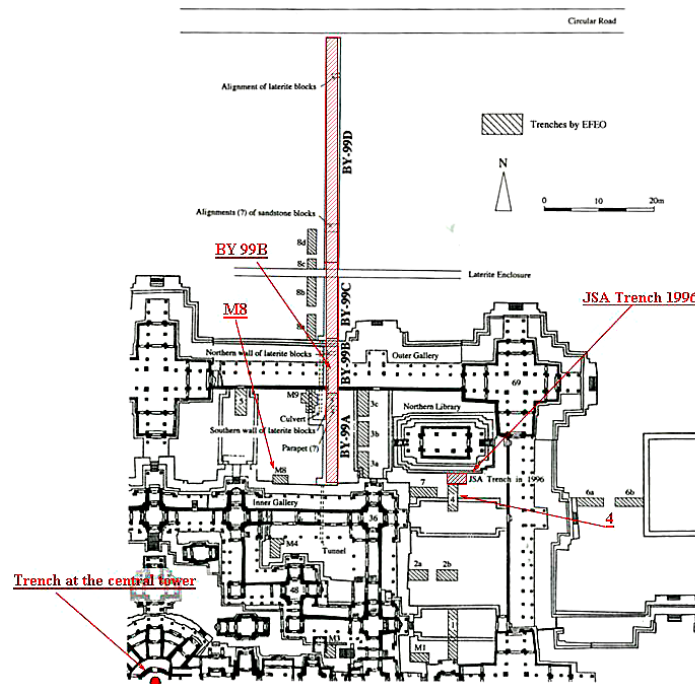 Circular Road
Alignment of laterite blocks
Trenches by EFEO
BY-99D
N
0 10 20m
Alignments (?) of sandstone blocks
8d
BY 99B
8c
Laterite Enclosure
8b
BY-99C
JSA Trench 1996
M8
8a
Northern wall of laterite blocks
BY-99B
Outer Gallery
69
M9
5
3c
Northern Library
Culvert
Southern wall of laterite blocks
BY-99A
3b
Parapet (?)
3a
M8
JSA Trench in 1996
7
4
6a
6b
Inner Gallery
36
4
M4
Tunnel
Trench at the central tower
2a
2b
48
1
M3
M1